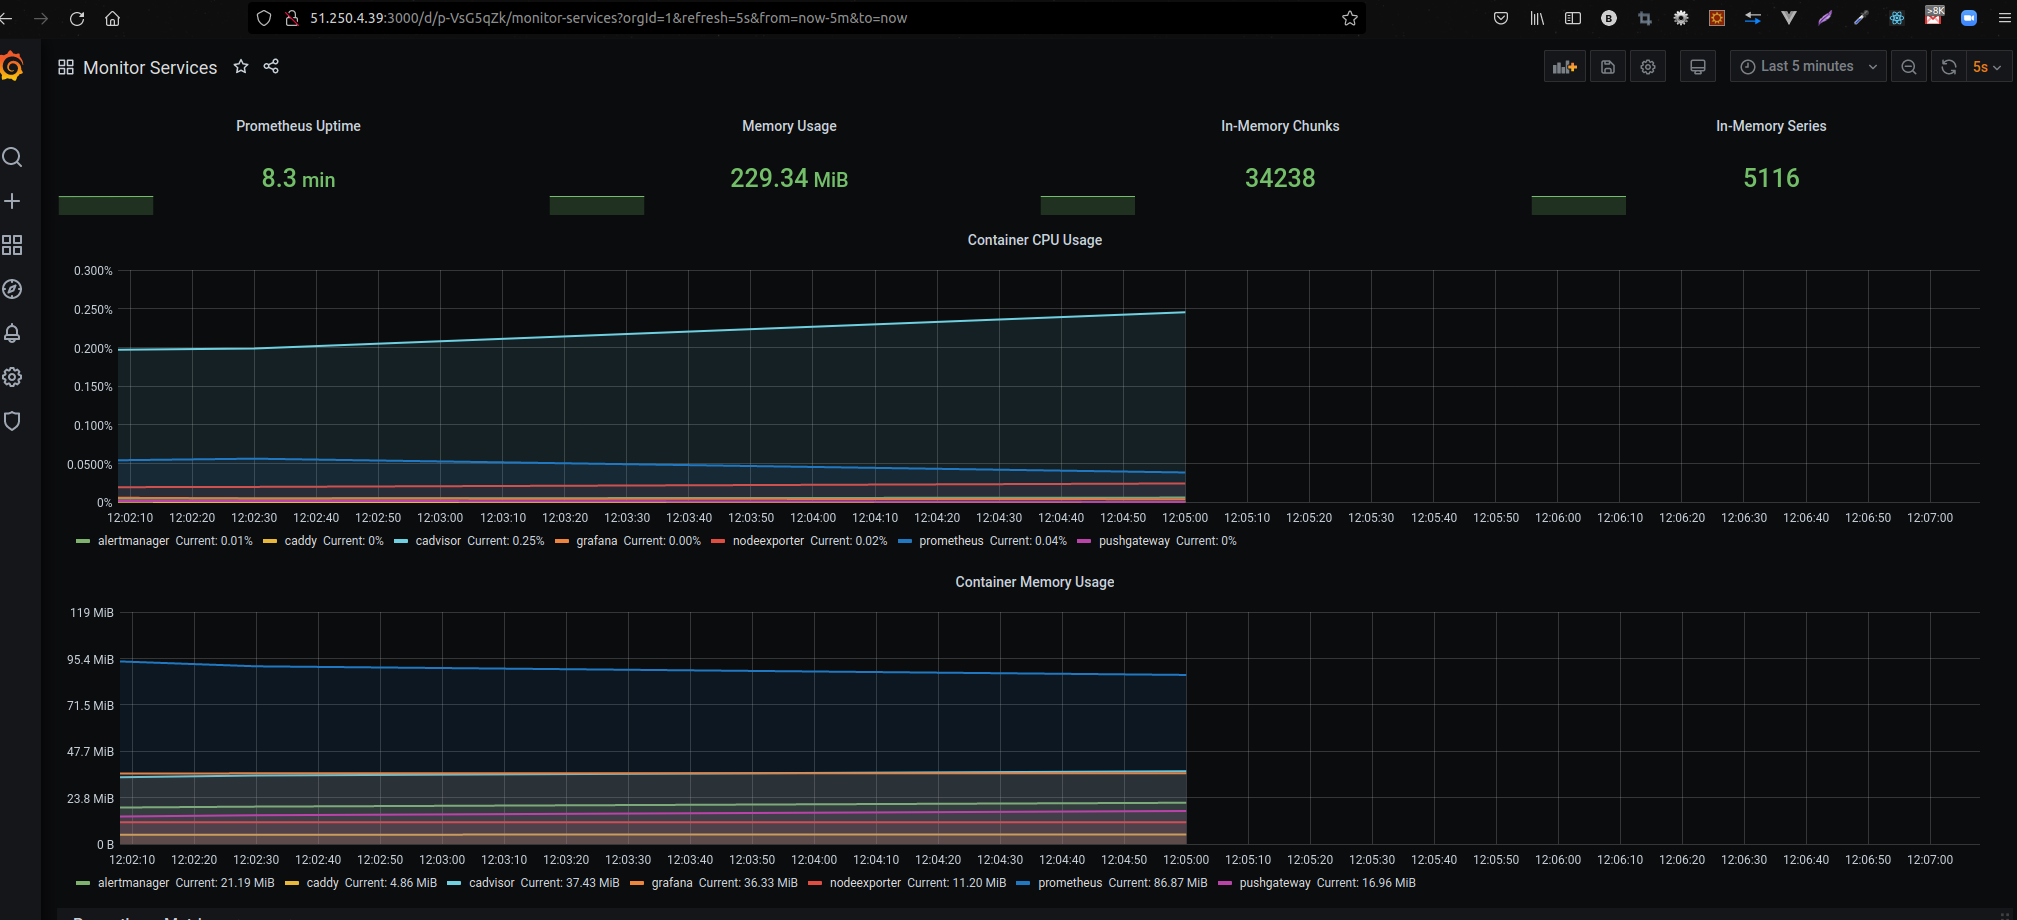 51.250.4.39:3000/d/p-VsG5qZk/monitor-services?orgId=1&refresh=5s&from=now-5m&to=now
>8K
Monitor Services
Last 5 minutes
5s
Prometheus Uptime
Memory Usage
In-Memory Chunks
In-Memory Series
8.3 min
229.34 MiB
34238
5116
Container CPU Usage
0.300%
0.250%
0.200%
0.150%
0.100%
0.0500%
0%
12:02:10 12:02:20 12:02:30 12:02:40 12:02:50 12:03:00 12:03:10 12:03:20 12:03:30 12:03:40 12:03:50 12:04:00 12:04:10 12:04:20 12:04:30 12:04:40 12:04:50 12:05:00 12:05:10 12:05:20 12:05:30 12:05:40 12:05:50 12:06:00 12:06:10 12:06:20 12:06:30 12:06:40 12:06:50 12:07:00
alertmanager Current: 0.01% caddy Current: 0% cadvisor Current: 0.25% grafana Current: 0.00% nodeexporter Current: 0.02% prometheus Current: 0.04% pushgateway Current: 0%
Container Memory Usage
119 MiB
95.4 MiB
71.5 MiB
47.7 MiB
23.8 MiB
0 B
12:02:10 12:02:20 12:02:30 12:02:40 12:02:50 12:03:00 12:03:10 12:03:20 12:03:30 12:03:40 12:03:50 12:04:00 12:04:10 12:04:20 12:04:30 12:04:40 12:04:50 12:05:00 12:05:10 12:05:20 12:05:30 12:05:40 12:05:50 12:06:00 12:06:10 12:06:20 12:06:30 12:06:40 12:06:50 12:07:00
alertmanager Current: 21.19 MiB caddy Current: 4.86 MiB cadvisor Current: 37.43 MiB grafana Current: 36.33 MiB nodeexporter Current: 11.20 MiB prometheus Current: 86.87 MiB pushgateway Current: 16.96 MiB